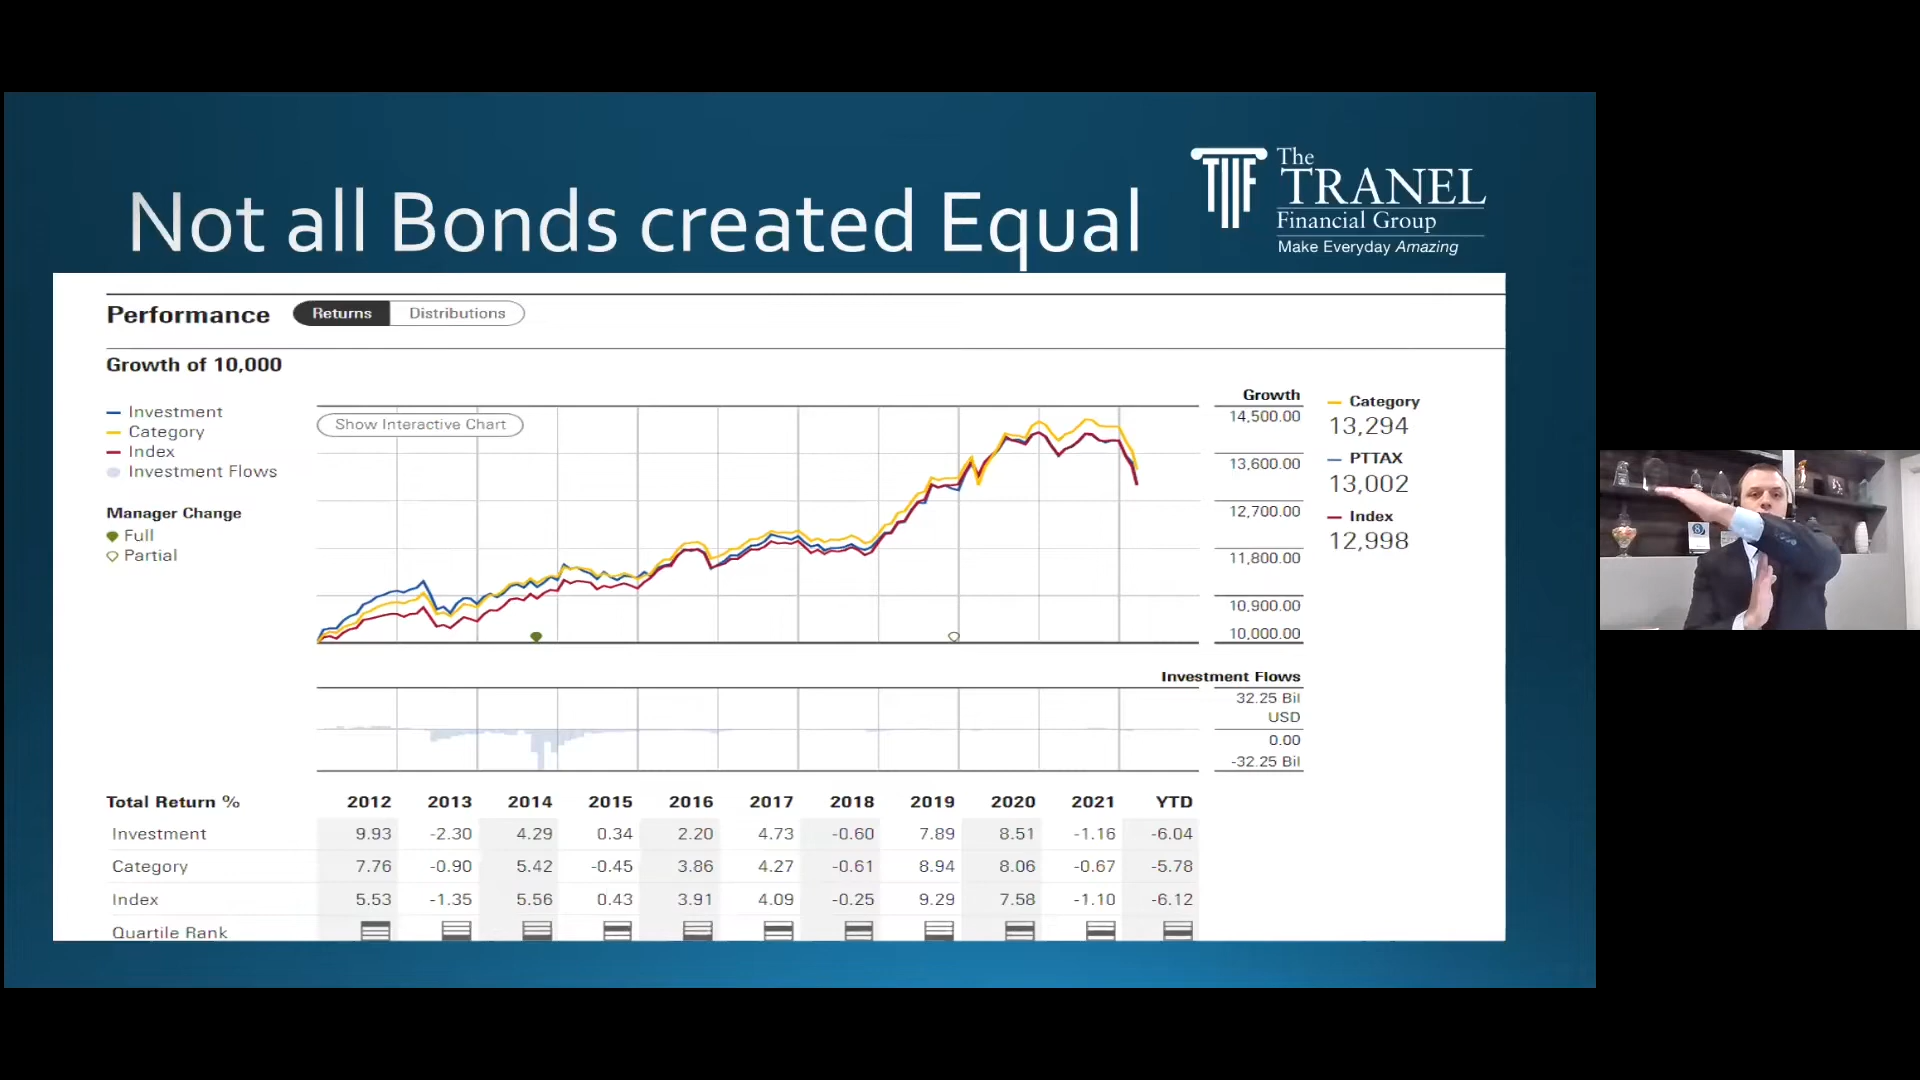 Not all Bonds created Equal
The
TRANEL
Financial Group
Make Everyday Amazing
Performance
Returns
Distributions
Growth of 10,000
Investment
Category
Index
Investment Flows
Manager Change
Full
Partial
Show Interactive Chart
Growth
14,500.00
13,600.00
12,700.00
11,800.00
10,900.00
10,000.00
Category
13,294
PTTAX
13,002
Index
12,998
Investment Flows
32.25 Bil
USD
0.00
-32.25 Bil
Total Return % 2012 2013 2014 2015 2016 2017 2018 2019 2020 2021 YTD
Investment 9.93 -2.30 4.29 0.34 2.20 4.73 -0.60 7.89 8.51 -1.16 -6.04
Category 7.76 -0.90 5.42 -0.45 3.86 4.27 -0.61 8.94 8.06 -0.67 -5.78
Index 5.53 -1.35 5.56 0.43 3.91 4.09 -0.25 9.29 7.58 -1.10 -6.12
Quartile Rank